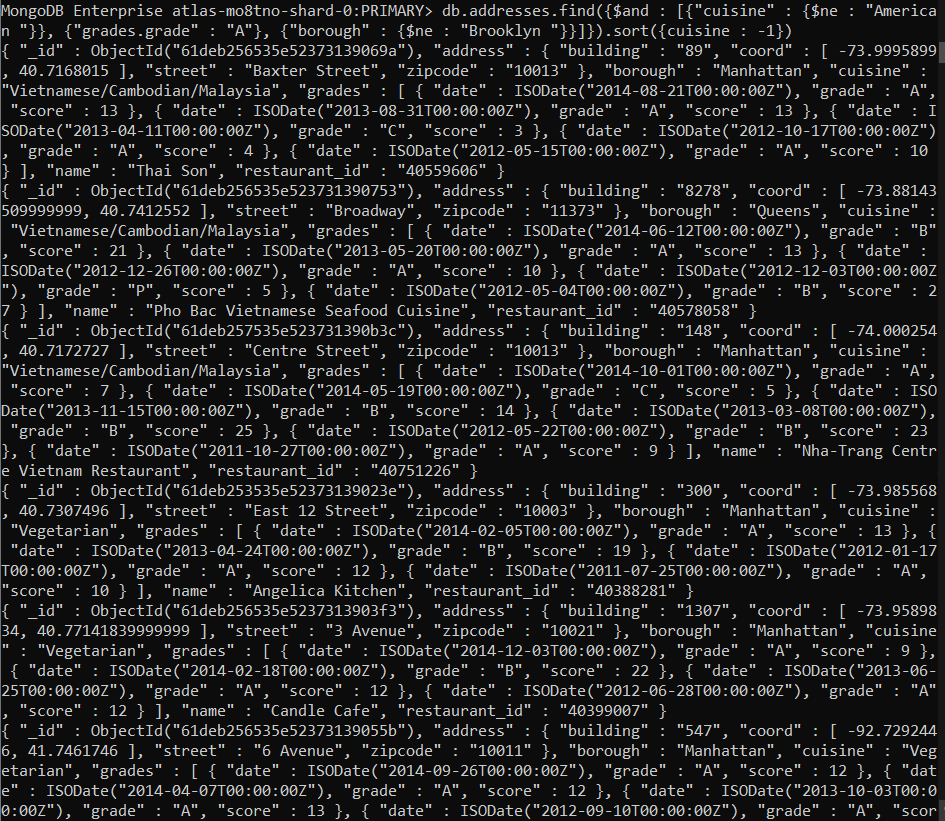 MongoDB Enterprise atlas-mo8tno-shard-0:PRIMARY> db.addresses.find({$and : [{"cuisine" : {$ne : "America
n "}}, {"grades.grade" : "A"}, {"borough" : {$ne : "Brooklyn "}}]}).sort({cuisine : -1})
{ "_id" : ObjectId("61deb256535e52373139069a"), "address" : { "building" : "89", "coord" : [ -73.9995899
, 40.7168015 ], "street" : "Baxter Street", "zipcode" : "10013" }, "borough" : "Manhattan", "cuisine" :
"Vietnamese/Cambodian/Malaysia", "grades" : [ { "date" : ISODate("2014-08-21T00:00:00Z"), "grade" : "A",
 "score" : 13 }, { "date" : ISODate("2013-08-31T00:00:00Z"), "grade" : "A", "score" : 13 }, { "date" : I
SODate("2013-04-11T00:00:00Z"), "grade" : "C", "score" : 3 }, { "date" : ISODate("2012-10-17T00:00:00Z")
, "grade" : "A", "score" : 4 }, { "date" : ISODate("2012-05-15T00:00:00Z"), "grade" : "A", "score" : 10
} ], "name" : "Thai Son", "restaurant_id" : "40559606" }
{ "_id" : ObjectId("61deb256535e523731390753"), "address" : { "building" : "8278", "coord" : [ -73.88143
509999999, 40.7412552 ], "street" : "Broadway", "zipcode" : "11373" }, "borough" : "Queens", "cuisine" :
 "Vietnamese/Cambodian/Malaysia", "grades" : [ { "date" : ISODate("2014-06-12T00:00:00Z"), "grade" : "B"
, "score" : 21 }, { "date" : ISODate("2013-05-20T00:00:00Z"), "grade" : "A", "score" : 13 }, { "date" :
ISODate("2012-12-26T00:00:00Z"), "grade" : "A", "score" : 10 }, { "date" : ISODate("2012-12-03T00:00:00Z
"), "grade" : "P", "score" : 5 }, { "date" : ISODate("2012-05-04T00:00:00Z"), "grade" : "B", "score" : 2
7 } ], "name" : "Pho Bac Vietnamese Seafood Cuisine", "restaurant_id" : "40578058" }
{ "_id" : ObjectId("61deb257535e523731390b3c"), "address" : { "building" : "148", "coord" : [ -74.000254
, 40.7172727 ], "street" : "Centre Street", "zipcode" : "10013" }, "borough" : "Manhattan", "cuisine" :
"Vietnamese/Cambodian/Malaysia", "grades" : [ { "date" : ISODate("2014-10-01T00:00:00Z"), "grade" : "A",
 "score" : 7 }, { "date" : ISODate("2014-05-19T00:00:00Z"), "grade" : "C", "score" : 5 }, { "date" : ISO
Date("2013-11-15T00:00:00Z"), "grade" : "B", "score" : 14 }, { "date" : ISODate("2013-03-08T00:00:00Z"),
 "grade" : "B", "score" : 25 }, { "date" : ISODate("2012-05-22T00:00:00Z"), "grade" : "B", "score" : 23
}, { "date" : ISODate("2011-10-27T00:00:00Z"), "grade" : "A", "score" : 9 } ], "name" : "Nha-Trang Centr
e Vietnam Restaurant", "restaurant_id" : "40751226" }
{ "_id" : ObjectId("61deb253535e52373139023e"), "address" : { "building" : "300", "coord" : [ -73.985568
, 40.7307496 ], "street" : "East 12 Street", "zipcode" : "10003" }, "borough" : "Manhattan", "cuisine" :
 "Vegetarian", "grades" : [ { "date" : ISODate("2014-02-05T00:00:00Z"), "grade" : "A", "score" : 13 }, {
 "date" : ISODate("2013-04-24T00:00:00Z"), "grade" : "B", "score" : 19 }, { "date" : ISODate("2012-01-17
T00:00:00Z"), "grade" : "A", "score" : 12 }, { "date" : ISODate("2011-07-25T00:00:00Z"), "grade" : "A",
"score" : 10 } ], "name" : "Angelica Kitchen", "restaurant_id" : "40388281" }
{ "_id" : ObjectId("61deb256535e5237313903f3"), "address" : { "building" : "1307", "coord" : [ -73.95898
34, 40.77141839999999 ], "street" : "3 Avenue", "zipcode" : "10021" }, "borough" : "Manhattan", "cuisine
" : "Vegetarian", "grades" : [ { "date" : ISODate("2014-12-03T00:00:00Z"), "grade" : "A", "score" : 9 },
 { "date" : ISODate("2014-02-18T00:00:00Z"), "grade" : "B", "score" : 22 }, { "date" : ISODate("2013-06-
25T00:00:00Z"), "grade" : "A", "score" : 12 }, { "date" : ISODate("2012-06-28T00:00:00Z"), "grade" : "A"
, "score" : 12 } ], "name" : "Candle Cafe", "restaurant_id" : "40399007" }
{ "_id" : ObjectId("61deb256535e52373139055b"), "address" : { "building" : "547", "coord" : [ -92.729244
6, 41.7461746 ], "street" : "6 Avenue", "zipcode" : "10011" }, "borough" : "Manhattan", "cuisine" : "Veg
etarian", "grades" : [ { "date" : ISODate("2014-09-26T00:00:00Z"), "grade" : "A", "score" : 12 }, { "dat
e" : ISODate("2014-04-07T00:00:00Z"), "grade" : "A", "score" : 12 }, { "date" : ISODate("2013-10-03T00:0
0:00Z"), "grade" : "A", "score" : 13 }, { "date" : ISODate("2012-09-10T00:00:00Z"), "grade" : "A", "scor